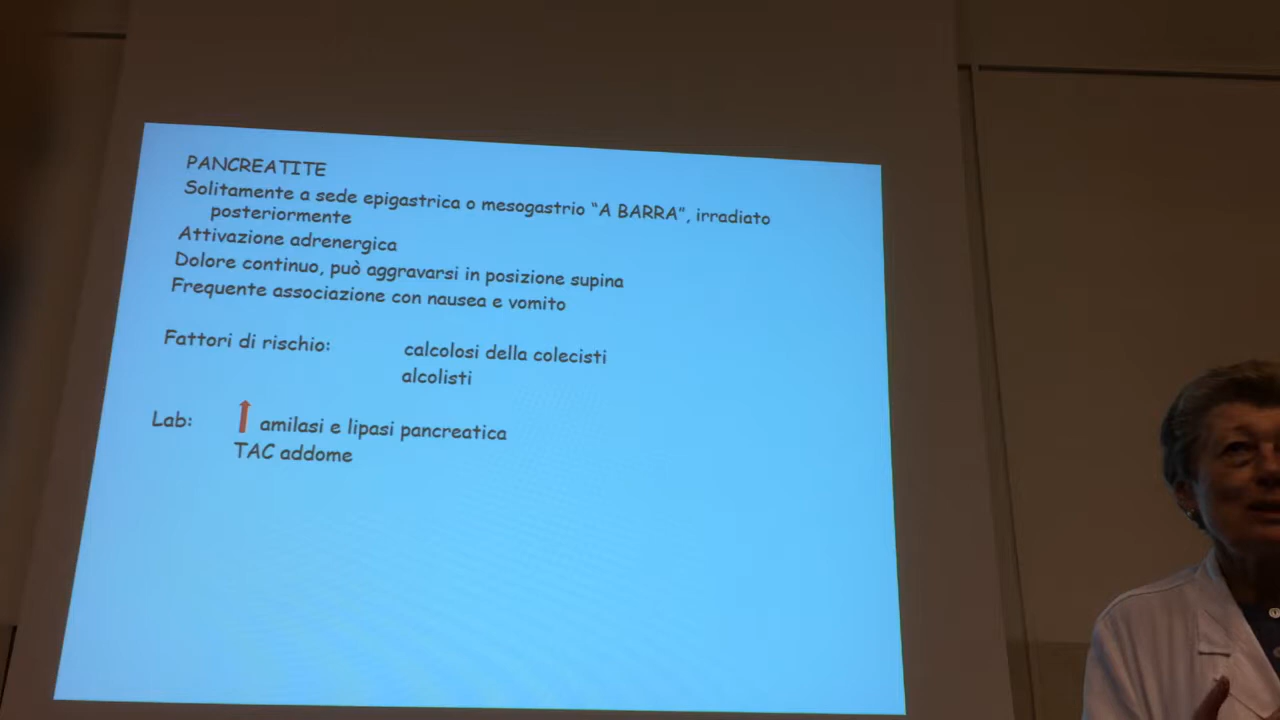 PANCREATITE
Solitamente a sede epigastrica o mesogastrio “A BARRA”, irradiato
posteriormente
Attivazione adrenergica
Dolore continuo, può aggravarsi in posizione supina
Frequente associazione con nausea e vomito
Fattori di rischio: calcolosi della colecisti
alcolisti
Lab: amilasi e lipasi pancreatica
TAC addome